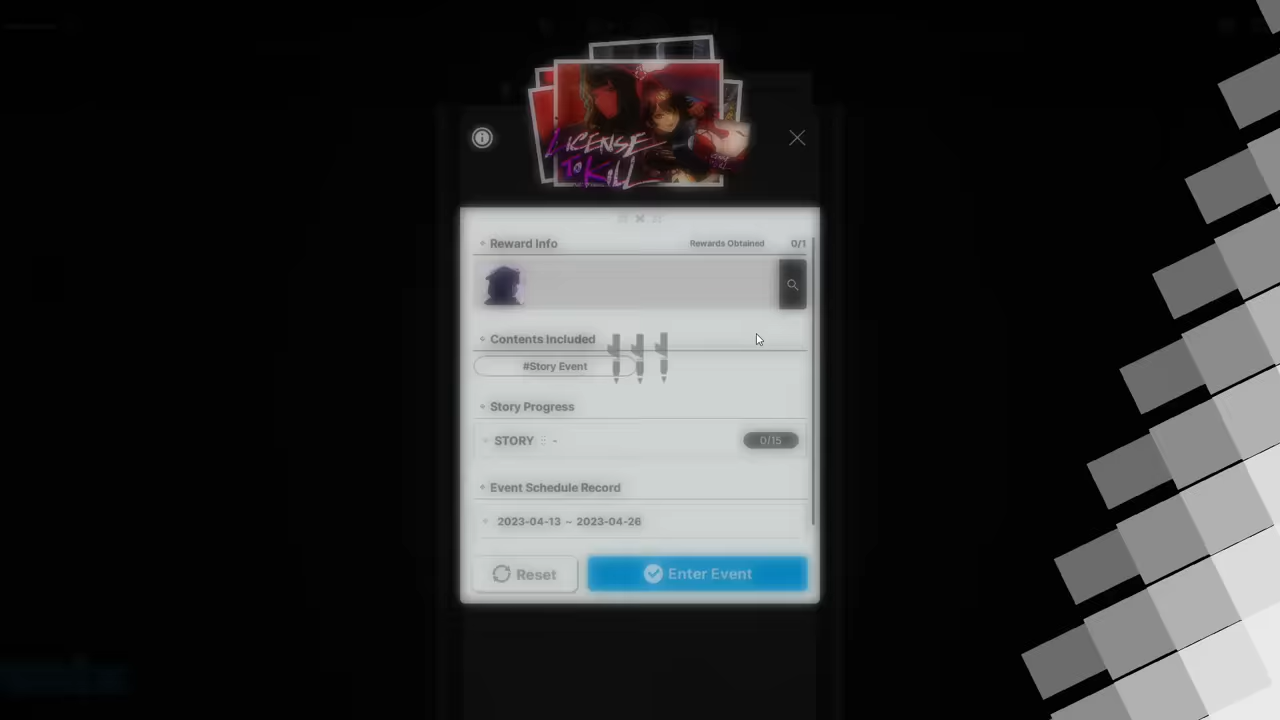 LICENSE
To KILL
Reward Info
Rewards Obtained 0/1
Contents Included
#Story Event
Story Progress
STORY - 0/15
Event Schedule Record
2023-04-13 ~ 2023-04-26
Reset
Enter Event